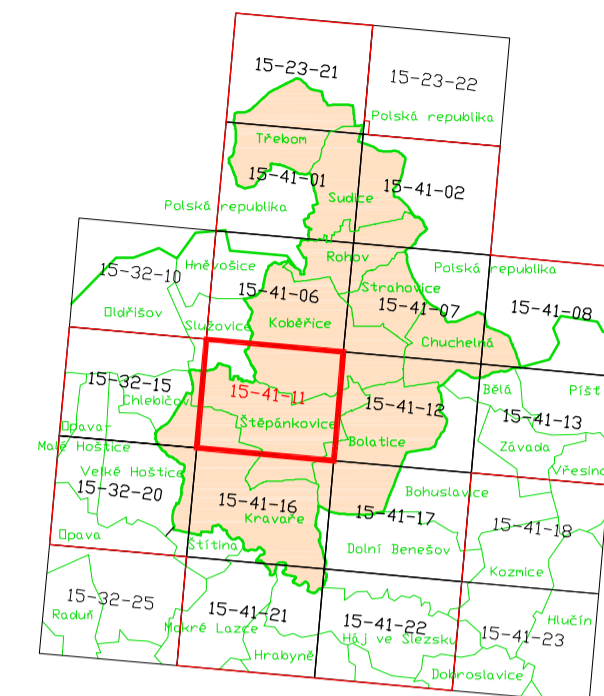 15-23-21
15-23-22
Polská republika
Třebom
15-41-01
15-41-02
Sudice
Polská republika
Hněvošice
Rohov
Polská republika
15-32-10
15-41-06
Strahovice
15-41-07
15-41-08
Oldřišov
Služovice
Kobeřice
Chuchelná
15-32-15
15-41-11
Bělá
Píšť
Chlebičov
15-41-12
15-41-13
Opava
Štěpánkovice
Malé Hoštice
Bolatice
Závada
Velké Hoštice
Vřesina
15-32-20
15-41-16
Bohuslavice
Kravaře
15-41-17
15-41-18
Opava
Štítina
Dolní Benešov
Kozmice
15-32-25
15-41-21
Raduň
Mokré Lazce
15-41-22
Hlučín
Háj ve Slezsku
15-41-23
Hrabyně
Dobroslavice